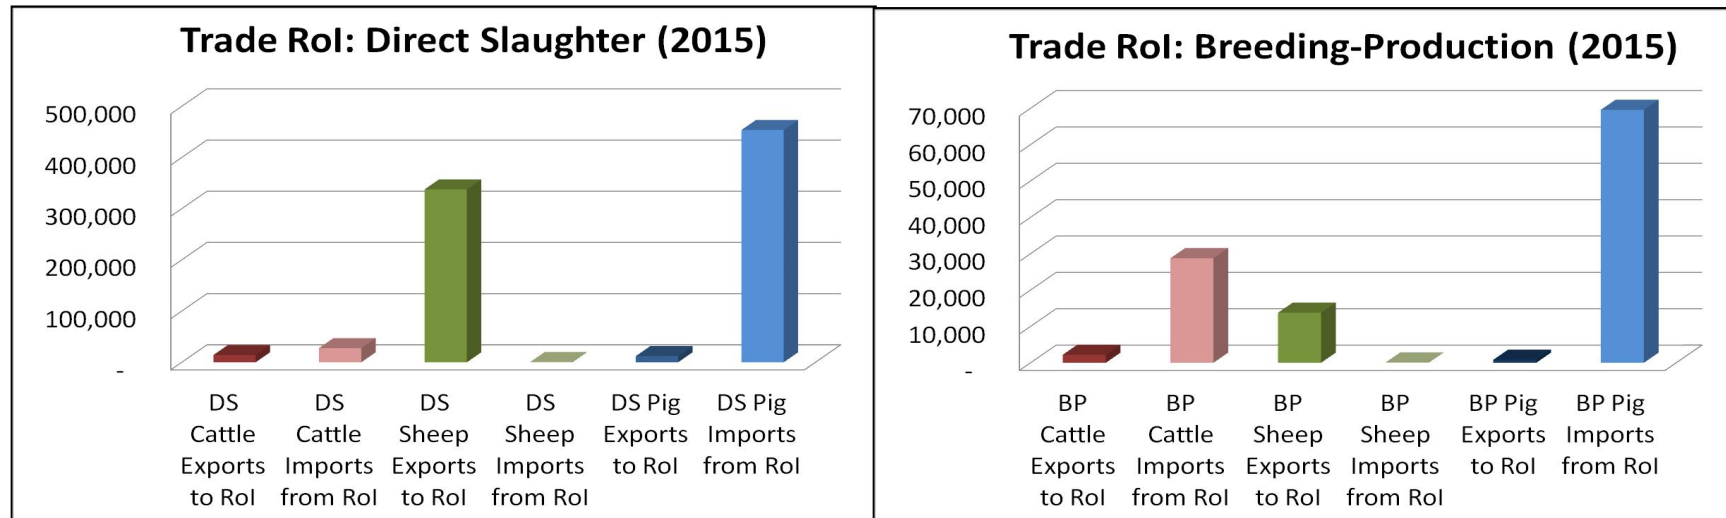 Trade RoI: Direct Slaughter (2015)
500,000
400,000
300,000
200,000
100,000
-
DS
Cattle
Exports
to RoI
DS
Cattle
Imports
from RoI
DS
Sheep
Exports
to RoI
DS
Sheep
Imports
from RoI
DS Pig
Exports
to RoI
DS Pig
Imports
from RoI
Trade RoI: Breeding-Production (2015)
70,000
60,000
50,000
40,000
30,000
20,000
10,000
-
BP
Cattle
Exports
to RoI
BP
Cattle
Imports
from RoI
BP
Sheep
Exports
to RoI
BP
Sheep
Imports
from RoI
BP Pig
Exports
to RoI
BP Pig
Imports
from RoI